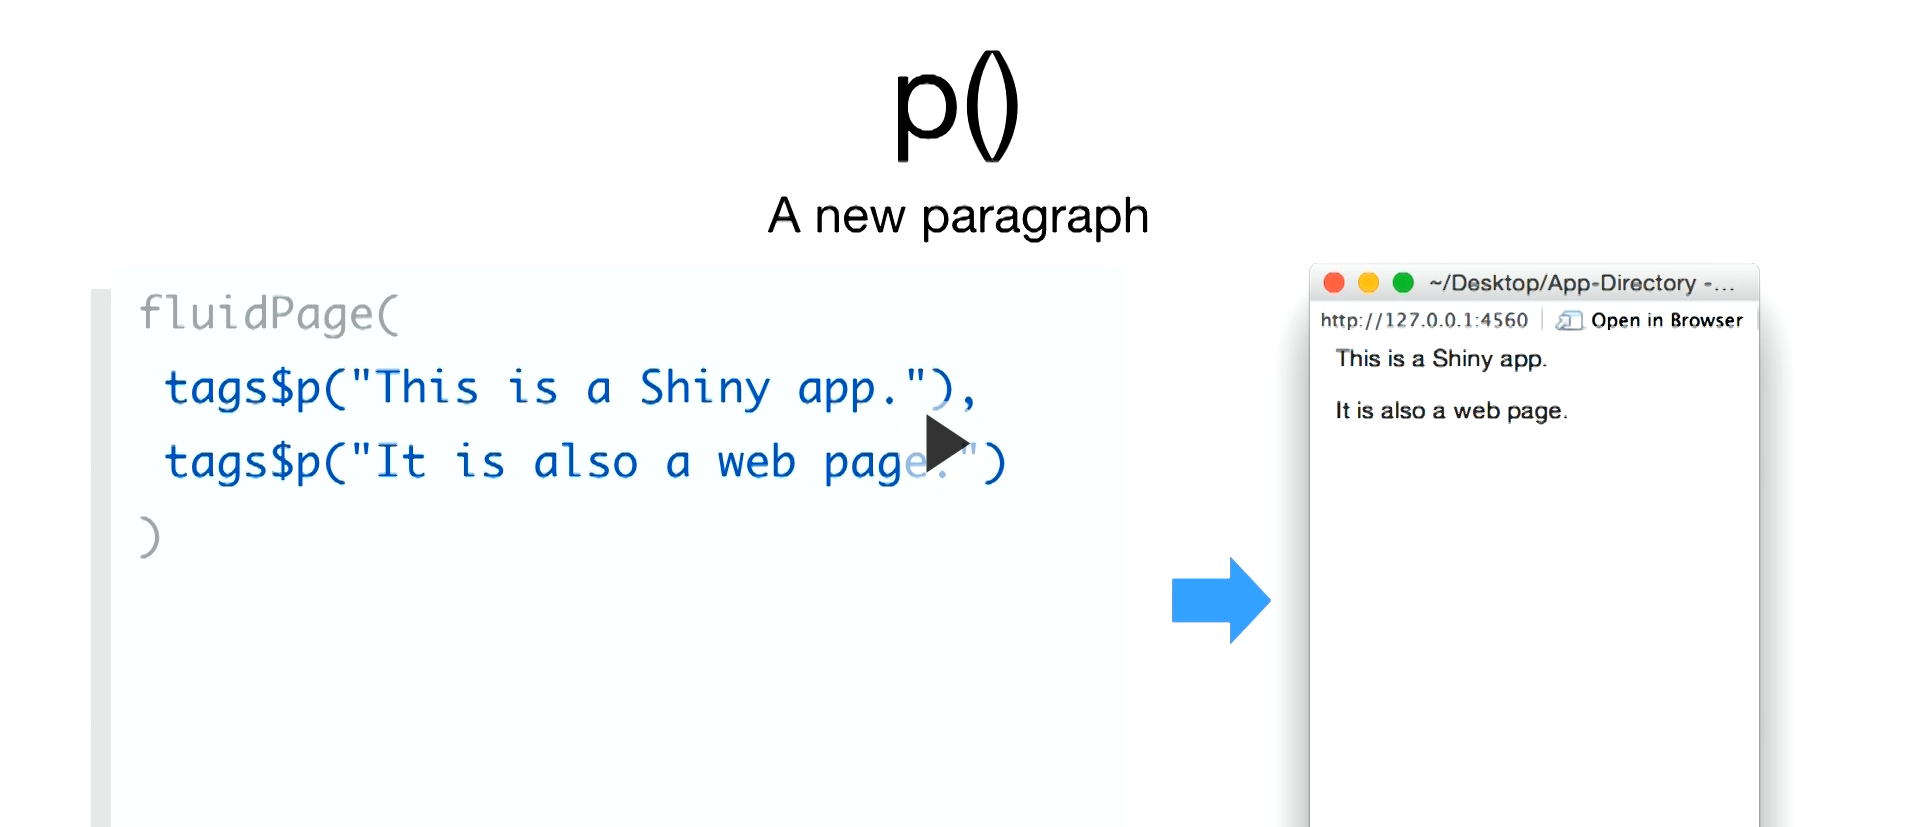 p()
A new paragraph
fluidPage(
tags$p("This is a Shiny app."),
tags$p("It is also a web page.")
)
~/Desktop/App-Directory -...
http://127.0.0.1:4560 Open in Browser
This is a Shiny app.
It is also a web page.